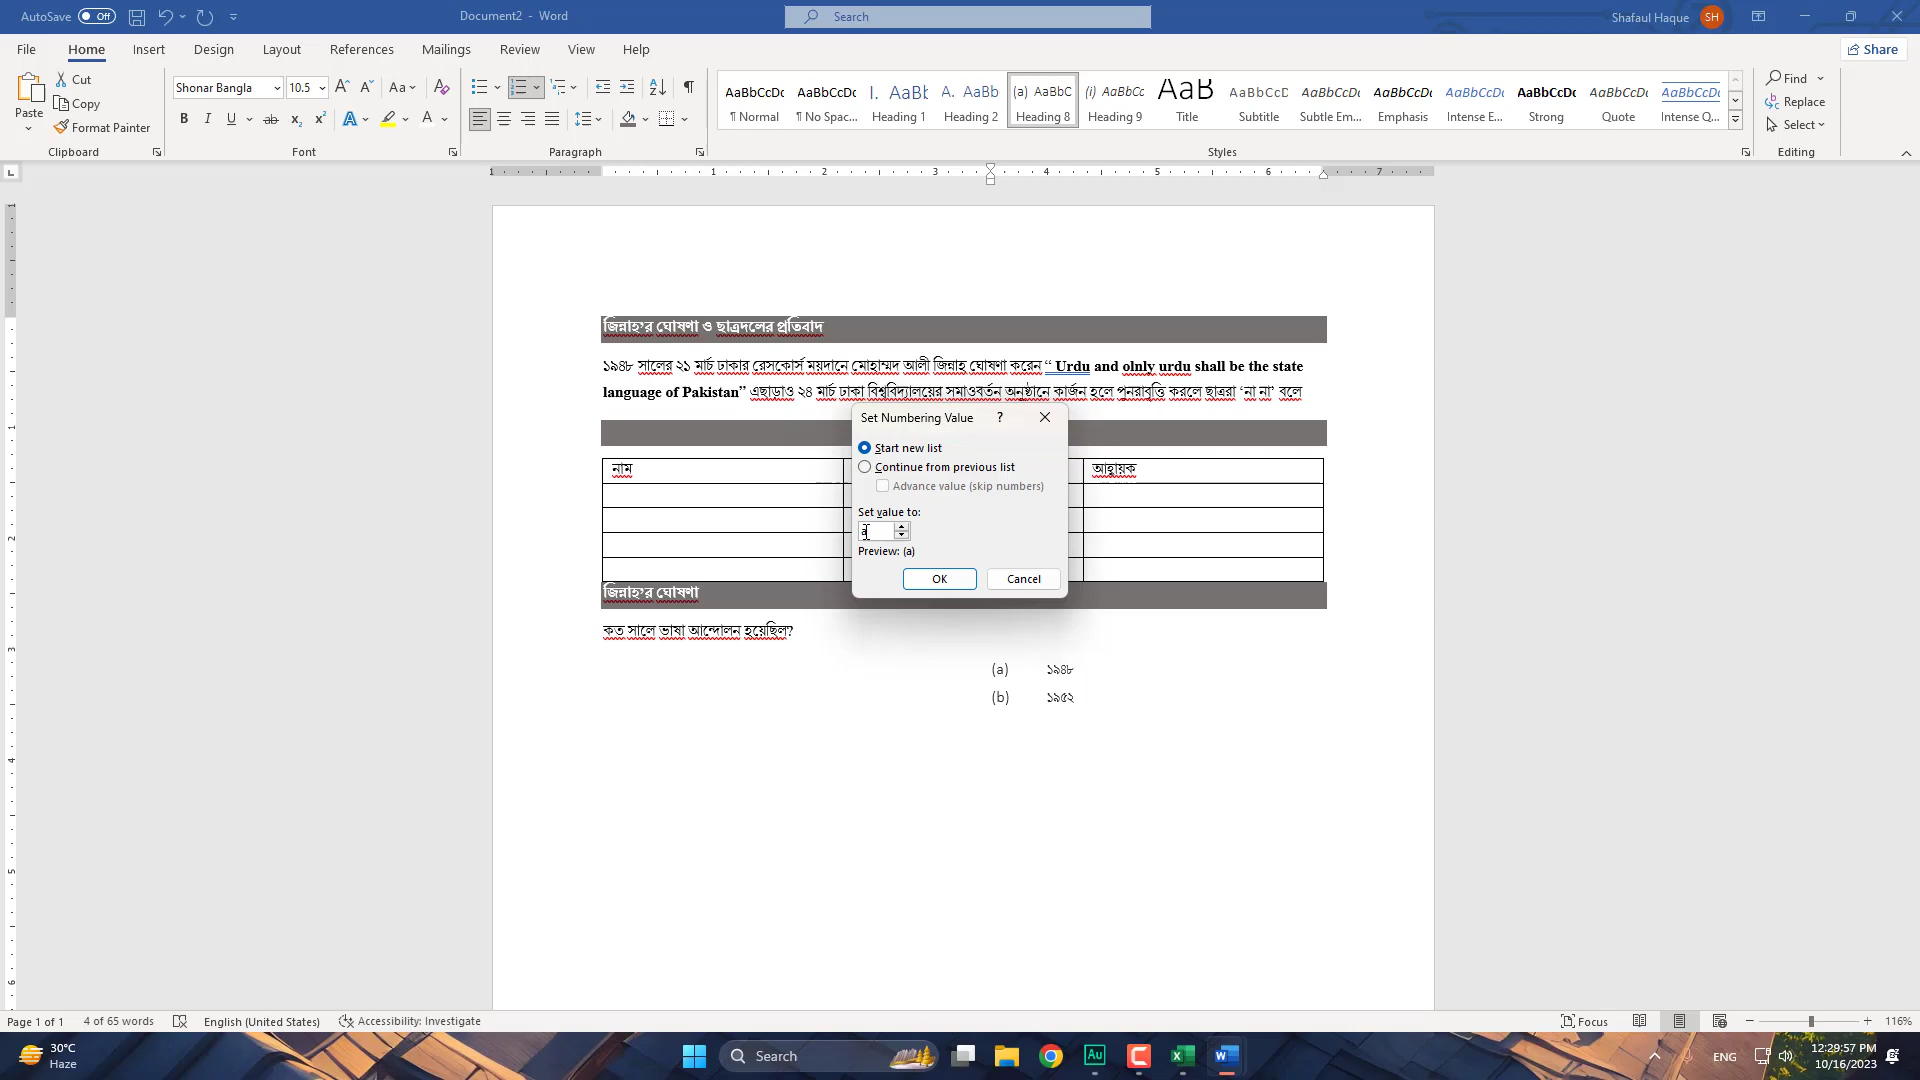 AutoSave Off Document2 - Word Search Shafaul Haque SH
File Home Insert Design Layout References Mailings Review View Help Share
Paste Cut Copy Format Painter
Shonar Bangla 10.5
AaBbCcDc AaBbCcDc I. AaBb A. AaBb (a) AaBbC (i) AaBbCc AaB AaBbCcD AaBbCcDc AaBbCcDc AaBbCcDc AaBbCcDc AaBbCcDc AaBbCcDc
¶ Normal ¶ No Spac... Heading 1 Heading 2 Heading 8 Heading 9 Title Subtitle Subtle Em... Emphasis Intense E... Strong Quote Intense Q...
Find
Replace
Select
Clipboard Font Paragraph Styles Editing
জিন্নাহ’র ঘোষণা ও ছাত্রদলের প্রতিবাদ
১৯৪৮ সালের ২১ মার্চ ঢাকার রেসকোর্স ময়দানে মোহাম্মদ আলী জিন্নাহ ঘোষণা করেন “ Urdu and olnly urdu shall be the state
language of Pakistan” এছাড়াও ২৪ মার্চ ঢাকা বিশ্ববিদ্যালয়ের সমাওবর্তন অনুষ্ঠানে কার্জন হলে পুনরাবৃত্তি করলে ছাত্ররা ‘না না’ বলে
Set Numbering Value ?
Start new list
Continue from previous list
Advance value (skip numbers)
Set value to:
a
Preview: (a)
OK Cancel
নাম আহ্বায়ক
জিন্নাহ’র ঘোষণা
কত সালে ভাষা আন্দোলন হয়েছিল?
(a) ১৯৪৮
(b) ১৯৫২
Page 1 of 1 4 of 65 words English (United States) Accessibility: Investigate Focus 116%
30°C
Haze
Search
ENG
12:29:57 PM
10/16/2023